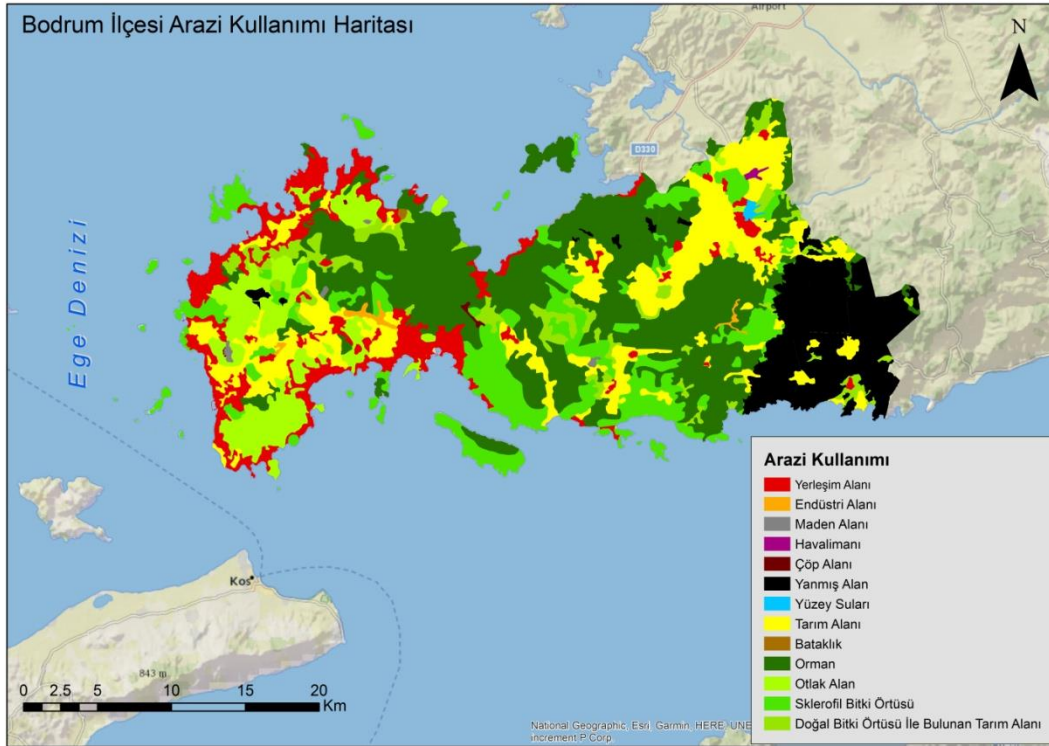 Bodrum İlçesi Arazi Kullanımı Haritası
Airport
N
D330
Ege Denizi
Kos
843 m.
0 2.5 5 10 15 20
Km
Arazi Kullanımı
Yerleşim Alanı
Endüstri Alanı
Maden Alanı
Havalimanı
Çöp Alanı
Yanmış Alan
Yüzey Suları
Tarım Alanı
Bataklık
Orman
Otlak Alan
Sklerofil Bitki Örtüsü
Doğal Bitki Örtüsü İle Bulunan Tarım Alanı
National Geographic, Esri, Garmin, HERE, UNE
increment P Corp.